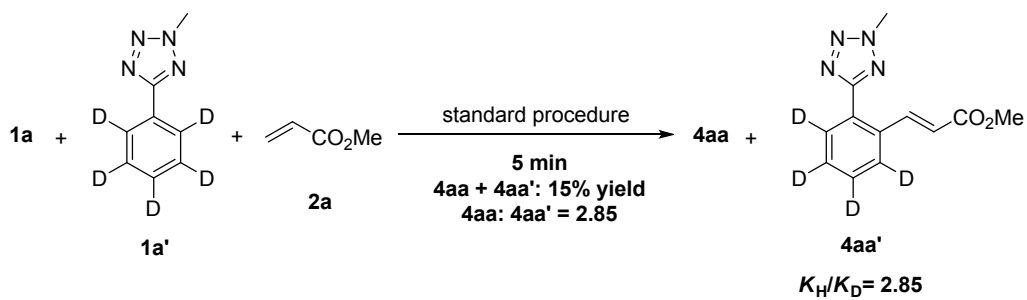 N N
N N
D D
D D
D
1a +
1a'
+
CO2Me
2a
standard procedure
5 min
4aa + 4aa': 15% yield
4aa: 4aa' = 2.85
4aa +
N N
N N
CO2Me
D
D D
D
4aa'
KH/KD= 2.85